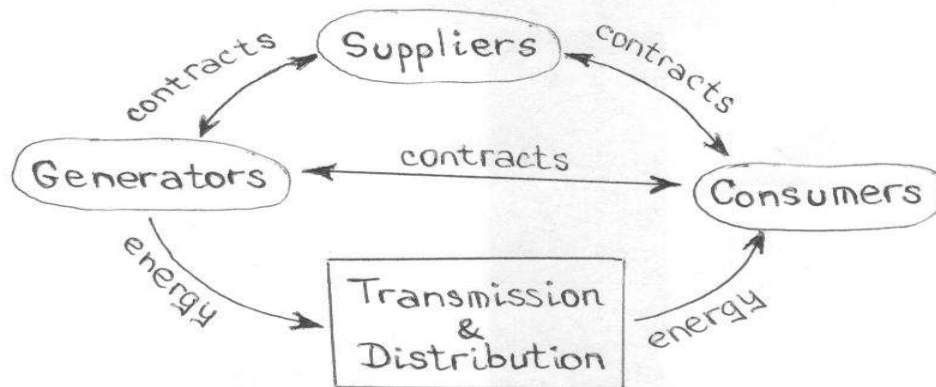 contracts
Suppliers
contracts
Generators
contracts
Consumers
energy
Transmission
&
Distribution
energy